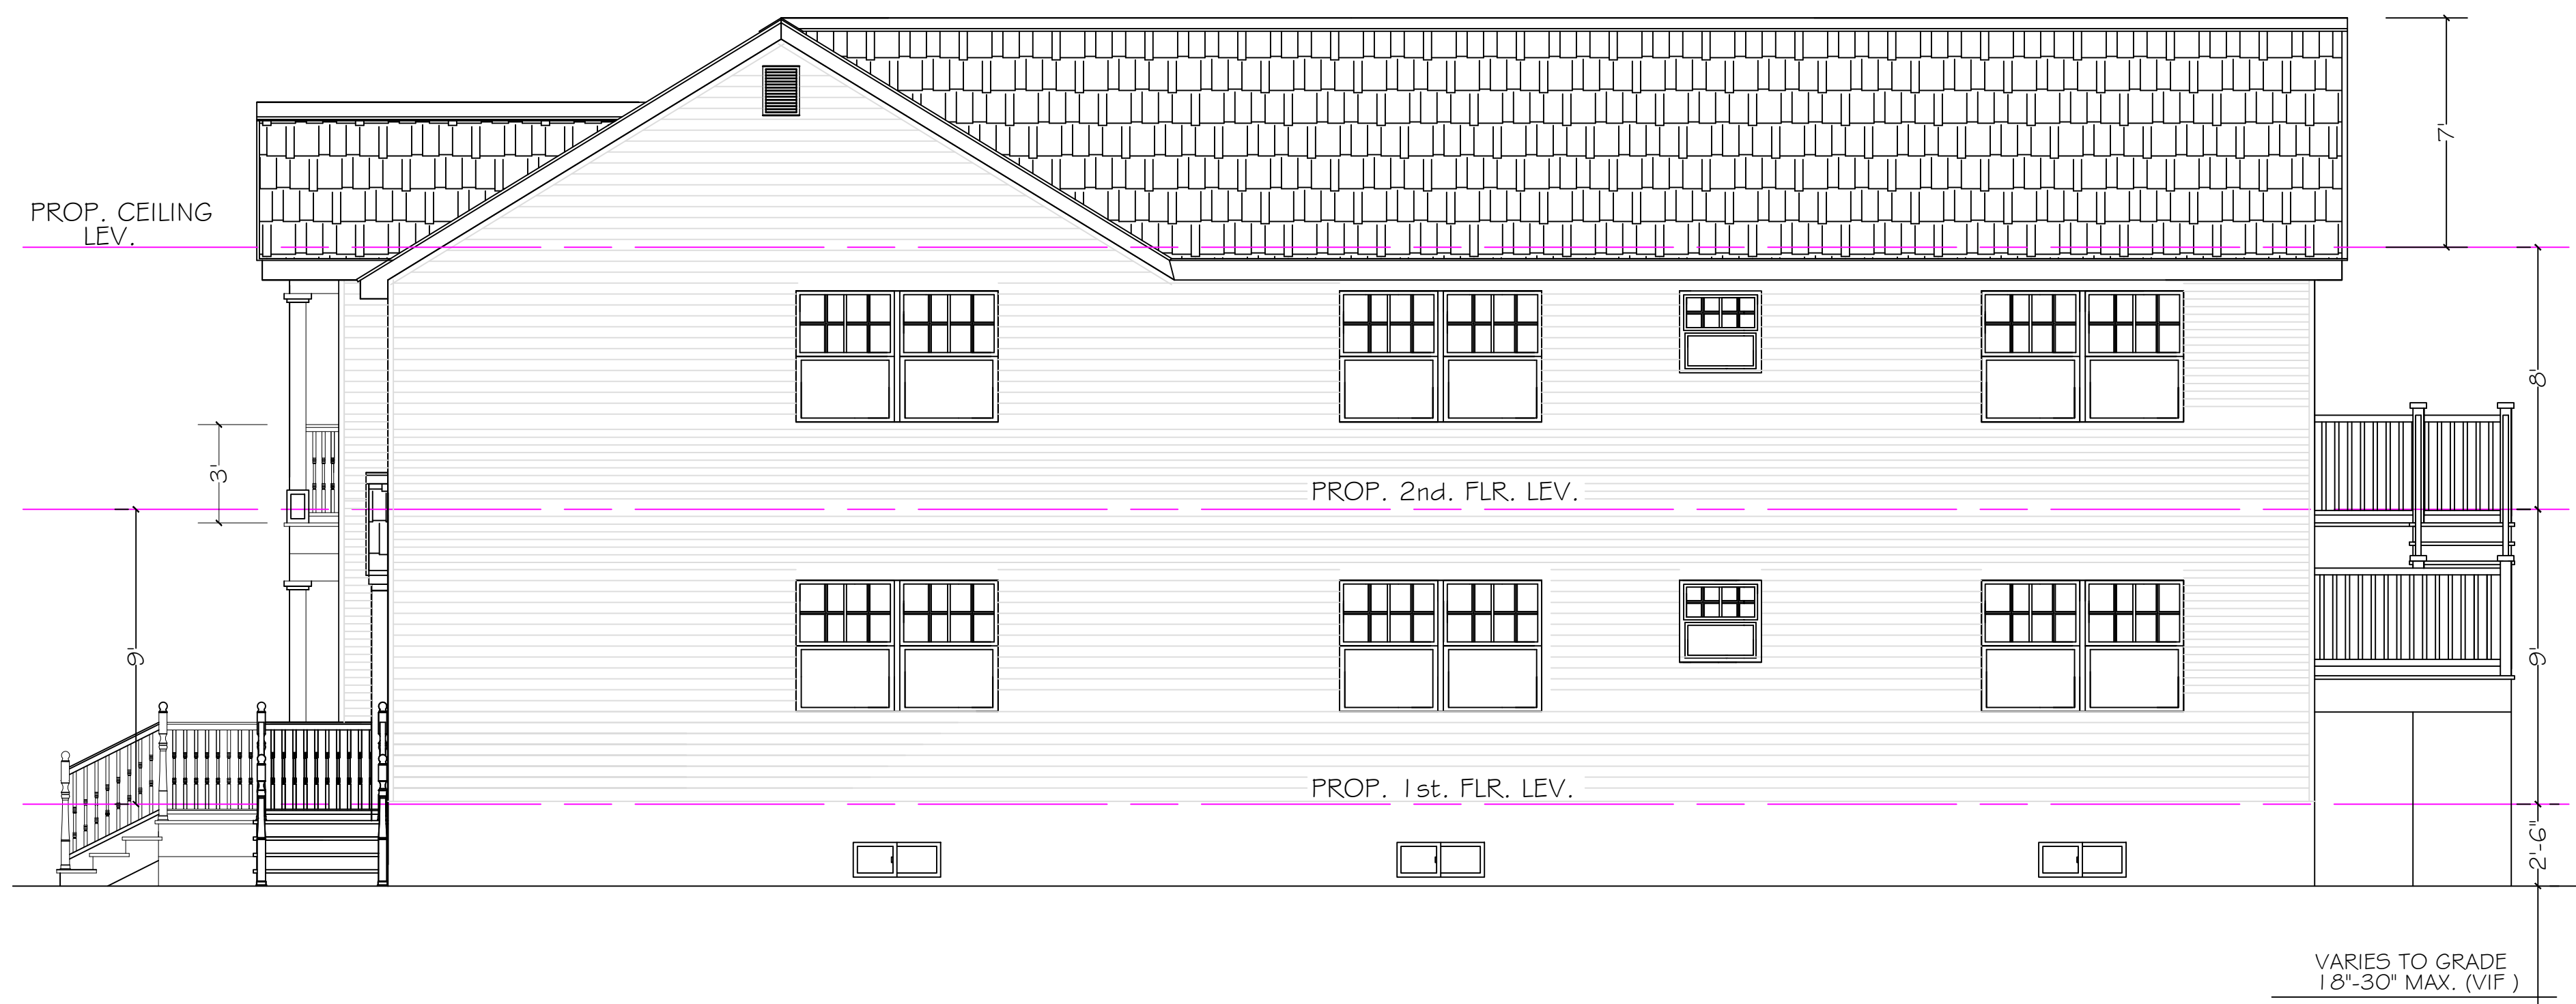 7'
PROP. CEILING
LEV.
8'
3'
PROP. 2nd. FLR. LEV.
9'
9'
PROP. 1st. FLR. LEV.
2'-6"
VARIES TO GRADE
18"-30" MAX. (VIF )